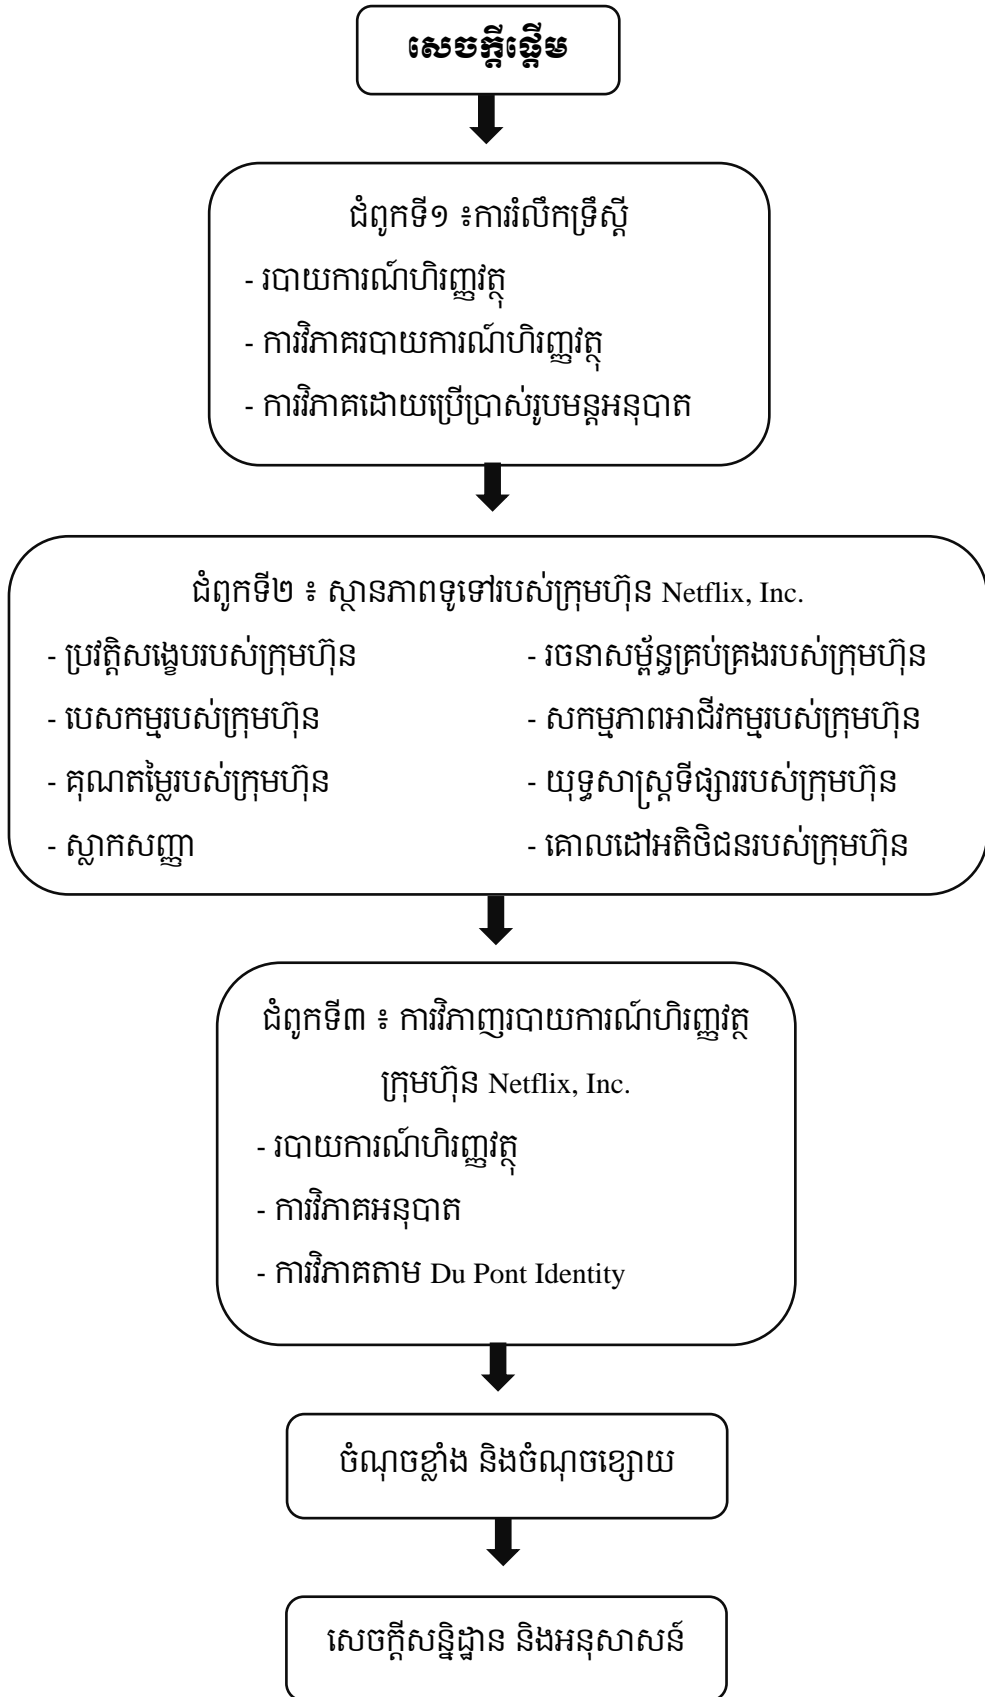 សេចក្តីផ្តើម
ជំពូកទី១ ៖ការរំលឹកទ្រឹស្តី
- របាយការណ៍ហិរញ្ញវត្ថុ
- ការវិភាគរបាយការណ៍ហិរញ្ញវត្ថុ
- ការវិភាគដោយប្រើប្រាស់រូបមន្តអនុបាត
ជំពូកទី២ ៖ ស្ថានភាពទូទៅរបស់ក្រុមហ៊ុន Netflix, Inc.
- ប្រវត្តិសង្ខេបរបស់ក្រុមហ៊ុន
- បេសកម្មរបស់ក្រុមហ៊ុន
- គុណតម្លៃរបស់ក្រុមហ៊ុន
- ស្លាកសញ្ញា
- រចនាសម្ព័ន្ធគ្រប់គ្រងរបស់ក្រុមហ៊ុន
- សកម្មភាពអាជីវកម្មរបស់ក្រុមហ៊ុន
- យុទ្ធសាស្ត្រទីផ្សាររបស់ក្រុមហ៊ុន
- គោលដៅអតិថិជនរបស់ក្រុមហ៊ុន
ជំពូកទី៣ ៖ ការវិភាញរបាយការណ៍ហិរញ្ញវត្ថ
ក្រុមហ៊ុន Netflix, Inc.
- របាយការណ៍ហិរញ្ញវត្ថុ
- ការវិភាគអនុបាត
- ការវិភាគតាម Du Pont Identity
ចំណុចខ្លាំង និងចំណុចខ្សោយ
សេចក្តីសន្និដ្ឋាន និងអនុសាសន៍